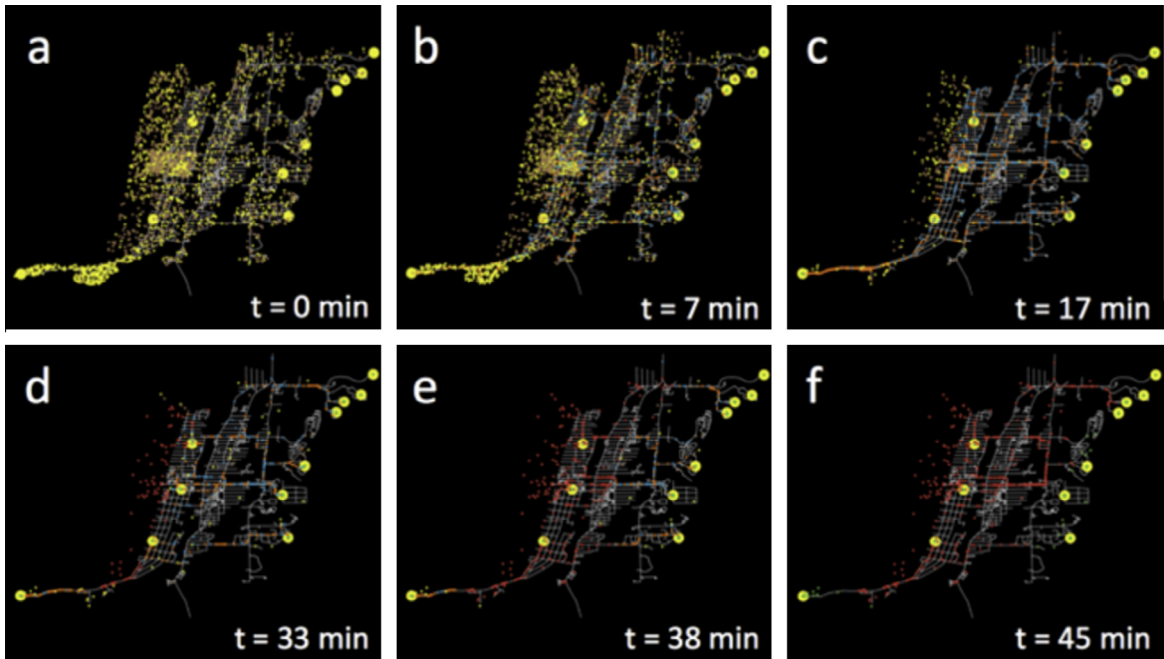 a
t = 0 min
b
t = 7 min
c
t = 17 min
d
t = 33 min
e
t = 38 min
f
t = 45 min